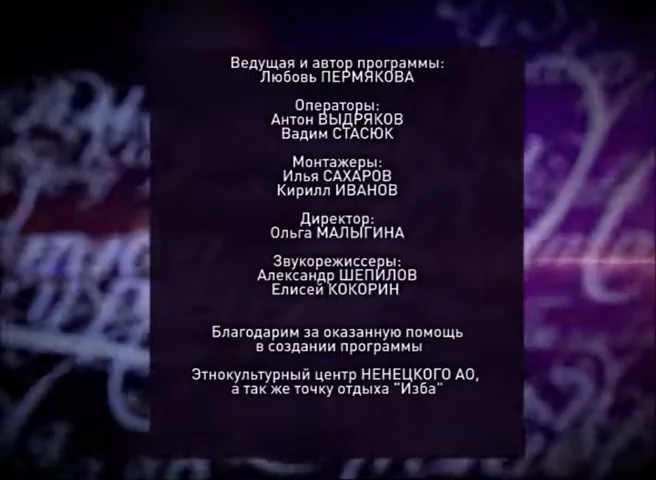 Ведущая и автор программы:
Любовь ПЕРМЯКОВА
Операторы:
Антон ВЫДРЯКОВ
Вадим СТАСЮК
Монтажеры:
Илья САХАРОВ
Кирилл ИВАНОВ
Директор:
Ольга МАЛЫГИНА
Звукорежиссеры:
Александр ШЕПИЛОВ
Елисей КОКОРИН
Благодарим за оказанную помощь
в создании программы
Этнокультурный центр НЕНЕЦКОГО АО,
а так же точку отдыха "Изба"